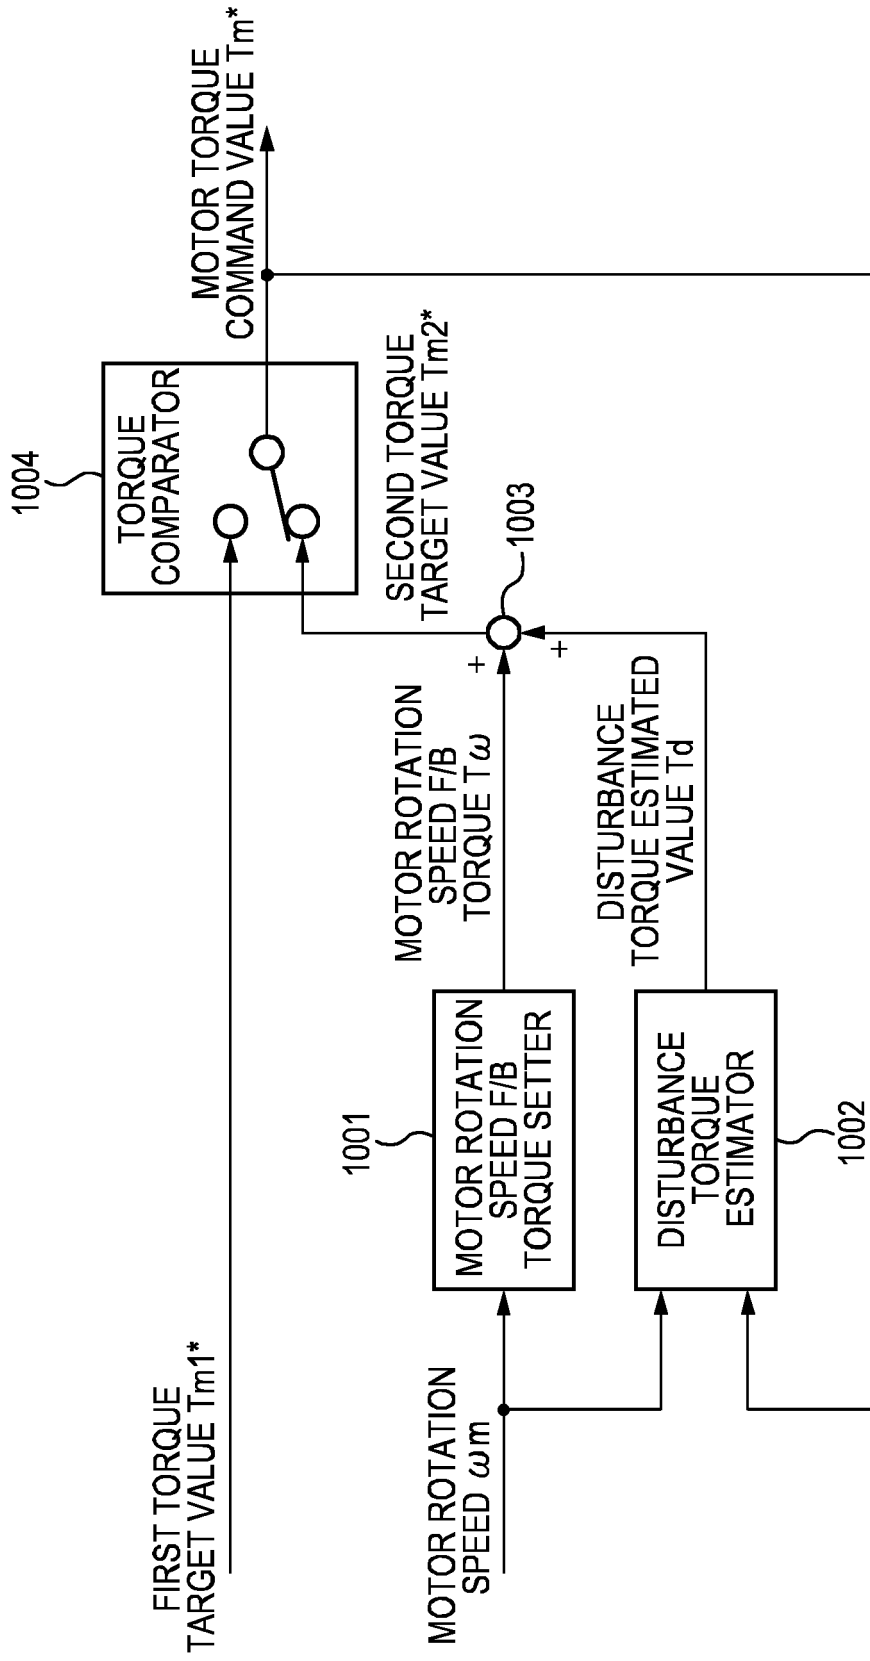 FIRST TORQUE
TARGET VALUE Tm1*
1004
TORQUE
COMPARATOR
MOTOR TORQUE
COMMAND VALUE Tm*
SECOND TORQUE
TARGET VALUE Tm2*
MOTOR ROTATION
SPEED ωm
1001
MOTOR ROTATION
SPEED F/B
TORQUE SETTER
MOTOR ROTATION
SPEED F/B
TORQUE Tω
+
+
1003
DISTURBANCE
TORQUE
ESTIMATOR
1002
DISTURBANCE
TORQUE ESTIMATED
VALUE Td